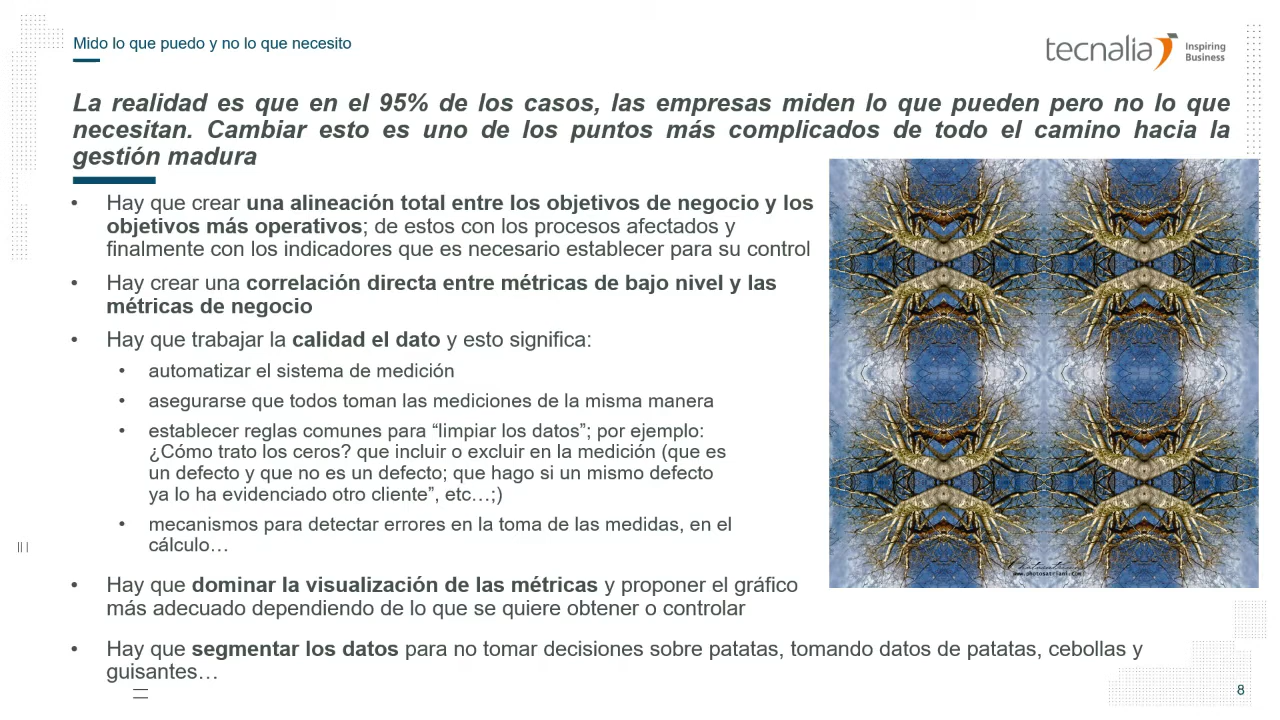 Mido lo que puedo y no lo que necesito
tecnalia
Inspiring
Business
La realidad es que en el 95% de los casos, las empresas miden lo que pueden pero no lo que
necesitan. Cambiar esto es uno de los puntos más complicados de todo el camino hacia la
gestión madura
• Hay que crear una alineación total entre los objetivos de negocio y los
objetivos más operativos; de estos con los procesos afectados y
finalmente con los indicadores que es necesario establecer para su control
• Hay crear una correlación directa entre métricas de bajo nivel y las
métricas de negocio
• Hay que trabajar la calidad el dato y esto significa:
• automatizar el sistema de medición
• asegurarse que todos toman las mediciones de la misma manera
• establecer reglas comunes para “limpiar los datos”; por ejemplo:
¿Cómo trato los ceros? que incluir o excluir en la medición (que es
un defecto y que no es un defecto; que hago si un mismo defecto
ya lo ha evidenciado otro cliente”, etc…;)
• mecanismos para detectar errores en la toma de las medidas, en el
cálculo…
• Hay que dominar la visualización de las métricas y proponer el gráfico
más adecuado dependiendo de lo que se quiere obtener o controlar
• Hay que segmentar los datos para no tomar decisiones sobre patatas, tomando datos de patatas, cebollas y
guisantes…
www.photosatriani.com
8